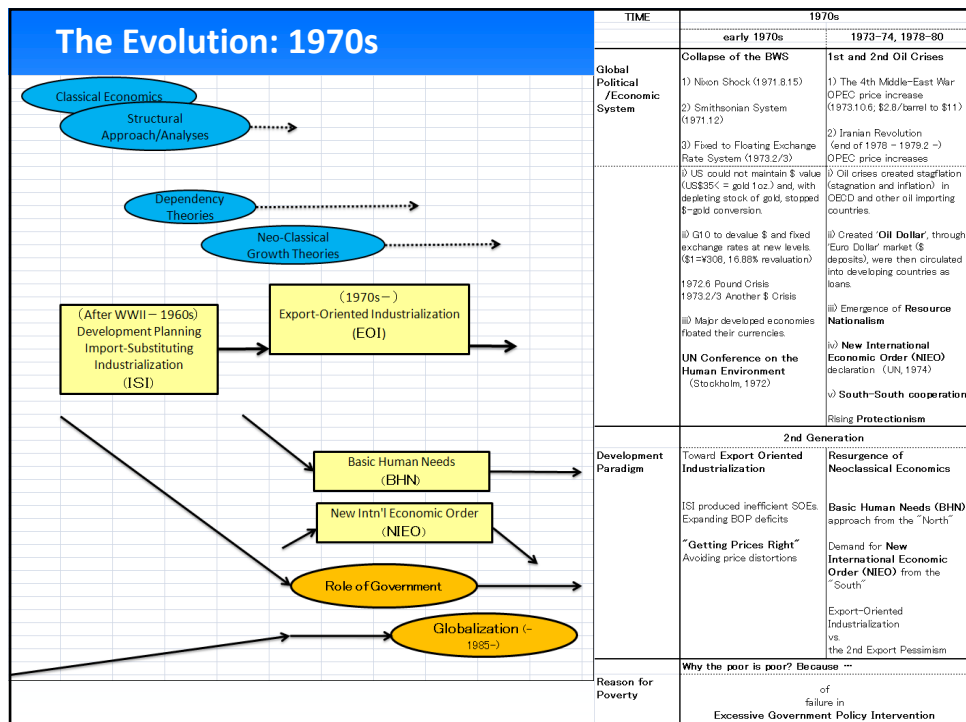 The Evolution: 1970s
Classical Economics
Structural
Approach/Analyses
Dependency
Theories
Neo-Classical
Growth Theories
(After WWII－1960s)
Development Planning
Import-Substituting
Industrialization
(ISI)
(1970s－)
Export-Oriented Industrialization
(EOI)
Basic Human Needs
(BHN)
New Intn'l Economic Order
(NIEO)
Role of Government
Globalization (-
1985-)
TIME
1970s
early 1970s
1973-74, 1978-80
Global
Political
/Economic
System
Collapse of the BWS
1) Nixon Shock (1971.8.15)
2) Smithsonian System
(1971.12)
3) Fixed to Floating Exchange
Rate System (1973.2/3)
1st and 2nd Oil Crises
1) The 4th Middle-East War
OPEC price increase
(1973.10.6; $2.8/barrel to $11)
2) Iranian Revolution
(end of 1978 - 1979.2 -)
OPEC price increases
i) US could not maintain $ value
(US$35< = gold 1oz.) and, with
depleting stock of gold, stopped
$-gold conversion.
ii) G10 to devalue $ and fixed
exchange rates at new levels.
($1=¥308, 16.88% revaluation)
1972.6 Pound Crisis
1973.2/3 Another $ Crisis
iii) Major developed economies
floated their currencies.
UN Conference on the
Human Environment
(Stockholm, 1972)
i) Oil crises created stagflation
(stagnation and inflation) in
OECD and other oil importing
countries.
ii) Created 'Oil Dollar', through
'Euro Dollar' market ($
deposits), were then circulated
into developing countries as
loans.
iii) Emergence of Resource
Nationalism
iv) New International
Economic Order (NIEO)
declaration (UN, 1974)
v) South-South cooperation
Rising Protectionism
2nd Generation
Development
Paradigm
Toward Export Oriented
Industrialization
ISI produced inefficient SOEs.
Expanding BOP deficits
"Getting Prices Right"
Avoiding price distortions
Resurgence of
Neoclassical Economics
Basic Human Needs (BHN)
approach from the "North"
Demand for New
International Economic
Order (NIEO) from the
"South"
Export-Oriented
Industrialization
vs.
the 2nd Export Pessimism
Reason for
Poverty
Why the poor is poor? Because …
of
failure in
Excessive Government Policy Intervention